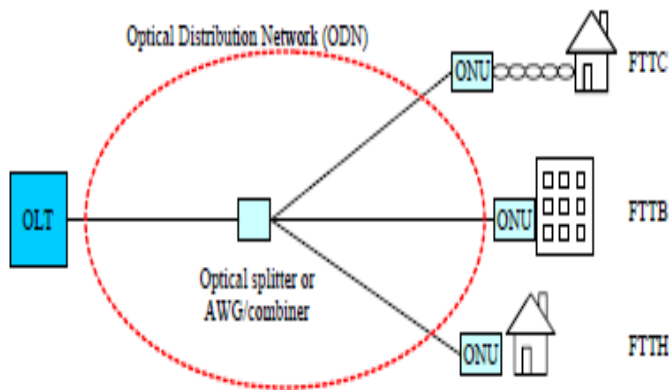 Optical Distribution Network (ODN)
ONU
FTTC
OLT
ONU
FTTB
Optical splitter or
AWG/combiner
ONU
FTTH